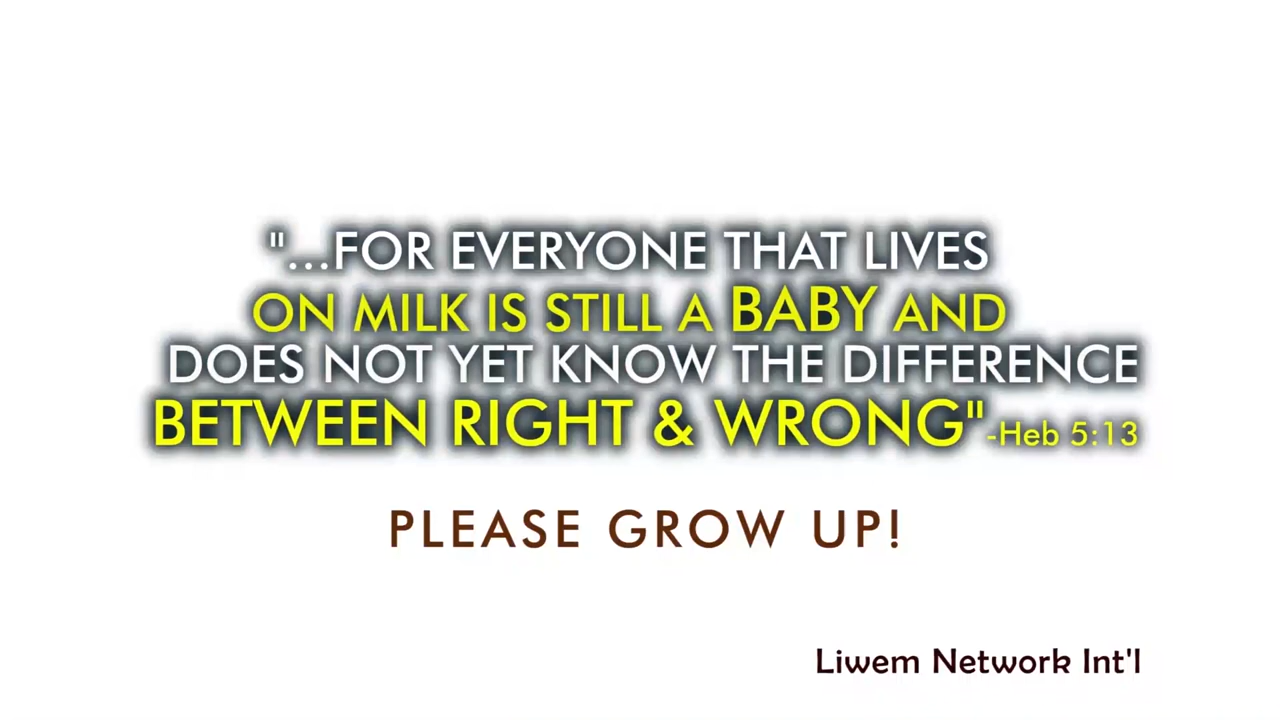 "...FOR EVERYONE THAT LIVES
ON MILK IS STILL A BABY AND
DOES NOT YET KNOW THE DIFFERENCE
BETWEEN RIGHT & WRONG" -Heb 5:13
PLEASE GROW UP!
Liwem Network Int'l